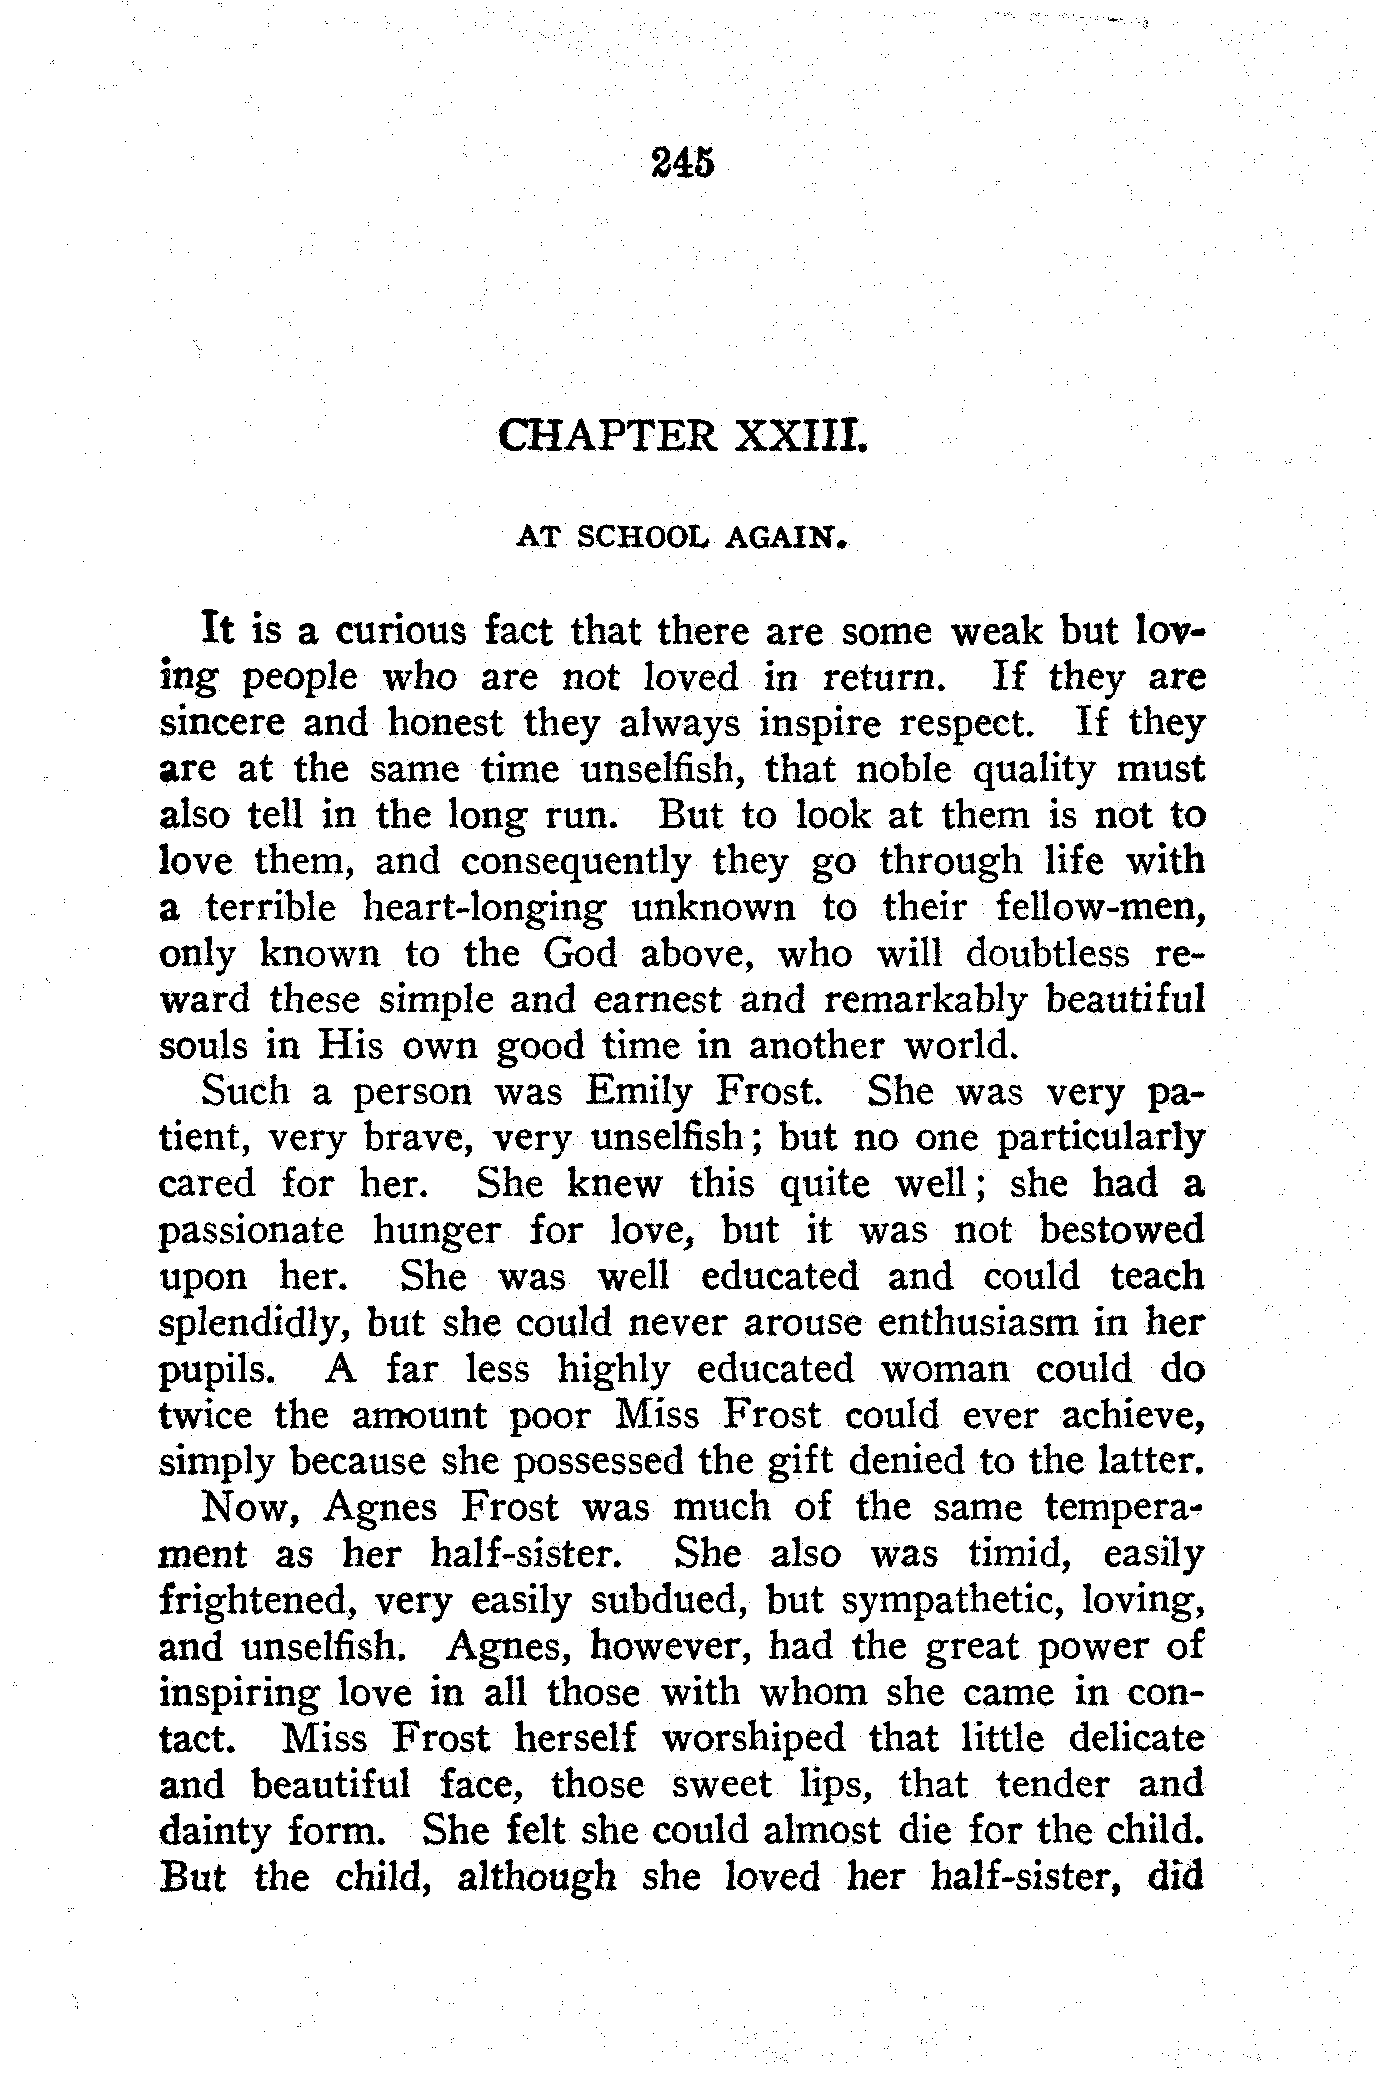 245
CHAPTER XXIII.
AT SCHOOL AGAIN.
It is a curious fact that there are some weak but lov-
ing people who are not loved in return. If they are
sincere and honest they always inspire respect. If they
are at the same time unselfish, that noble quality must
also tell in the long run. But to look at them is not to
love them, and consequently they go through life with
a terrible heart-longing unknown to their fellow-men,
only known to the God above, who will doubtless re-
ward these simple and earnest and remarkably beautiful
souls in His own good time in another world.
Such a person was Emily Frost. She was very pa-
tient, very brave, very unselfish; but no one particularly
cared for her. She knew this quite well; she had a
passionate hunger for love, but it was not bestowed
upon her. She was well educated and could teach
splendidly, but she could never arouse enthusiasm in her
pupils. A far less highly educated woman could do
twice the amount poor Miss Frost could ever achieve,
simply because she possessed the gift denied to the latter.
Now, Agnes Frost was much of the same tempera-
ment as her half-sister. She also was timid, easily
frightened, very easily subdued, but sympathetic, loving,
and unselfish. Agnes, however, had the great power of
inspiring love in all those with whom she came in con-
tact. Miss Frost herself worshiped that little delicate
and beautiful face, those sweet lips, that tender and
dainty form. She felt she could almost die for the child.
But the child, although she loved her half-sister, did